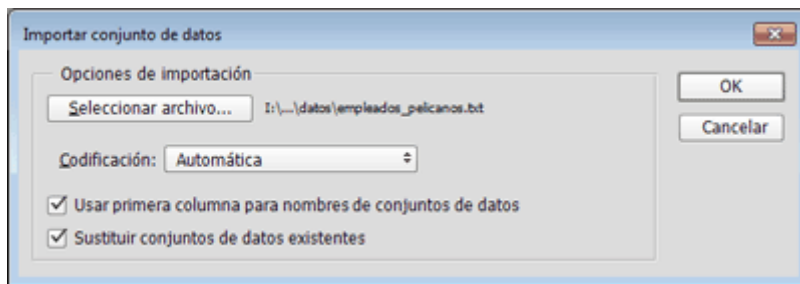 Importar conjunto de datos
Opciones de importación
Seleccionar archivo... I:\...\datos\empleados_pelicanos.txt
OK
Cancelar
Codificación: Automática
Usar primera columna para nombres de conjuntos de datos
Sustituir conjuntos de datos existentes